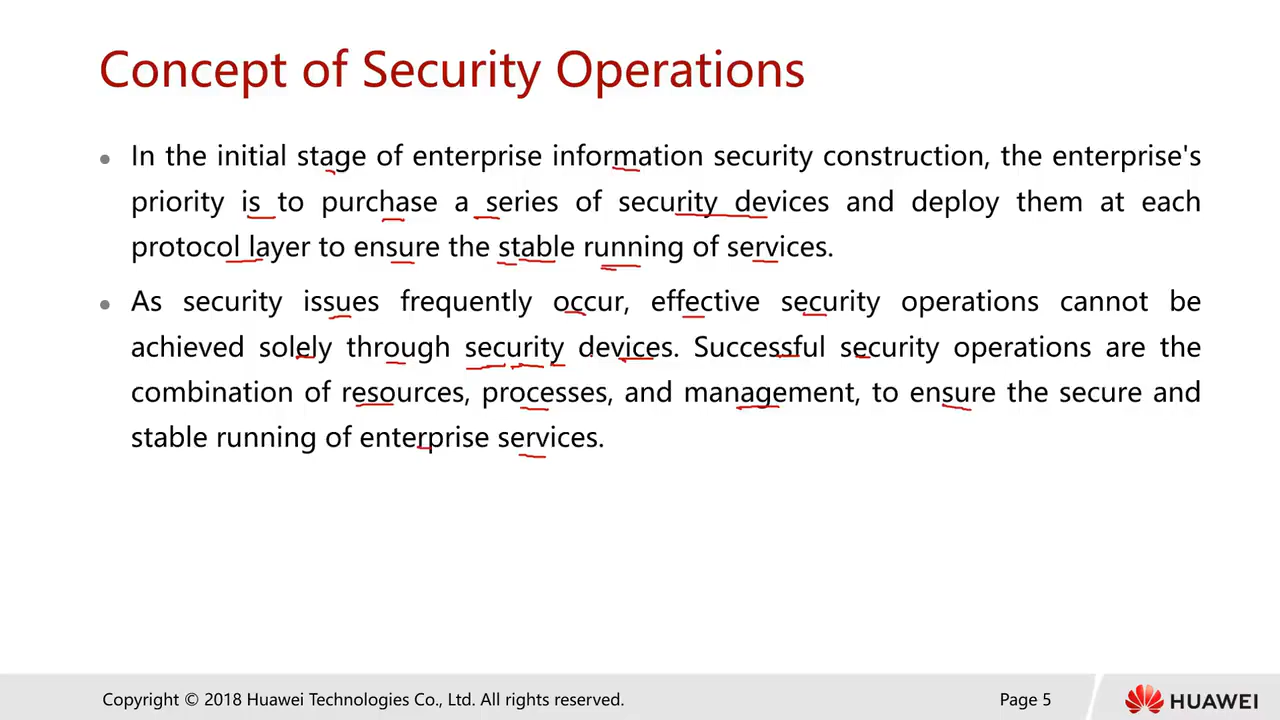 Concept of Security Operations
● In the initial stage of enterprise information security construction, the enterprise's
priority is to purchase a series of security devices and deploy them at each
protocol layer to ensure the stable running of services.
● As security issues frequently occur, effective security operations cannot be
achieved solely through security devices. Successful security operations are the
combination of resources, processes, and management, to ensure the secure and
stable running of enterprise services.
Copyright © 2018 Huawei Technologies Co., Ltd. All rights reserved.
Page 5
HUAWEI